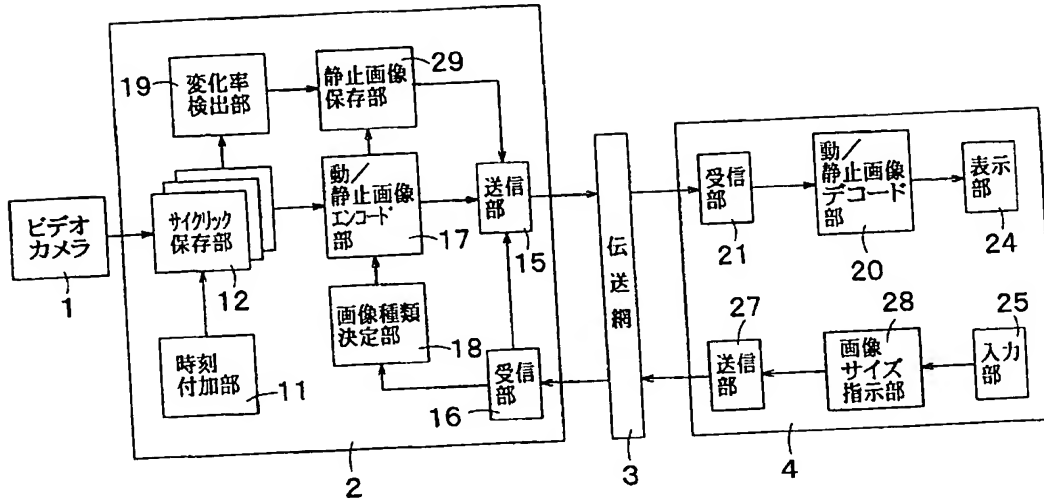 19
変化率
検出部
静止画像
保存部
29
ビデオ
カメラ
1
サイクリック
保存部
12
動/
静止画像
エンコード
部
17
送信
部
15
時刻
付加部
11
画像種類
決定部
18
受信
部
16
2
伝送網
3
受信
部
21
動/
静止画像
デコード
部
20
表示
部
24
27
送信
部
28
画像
サイズ
指示部
25
入力
部
4